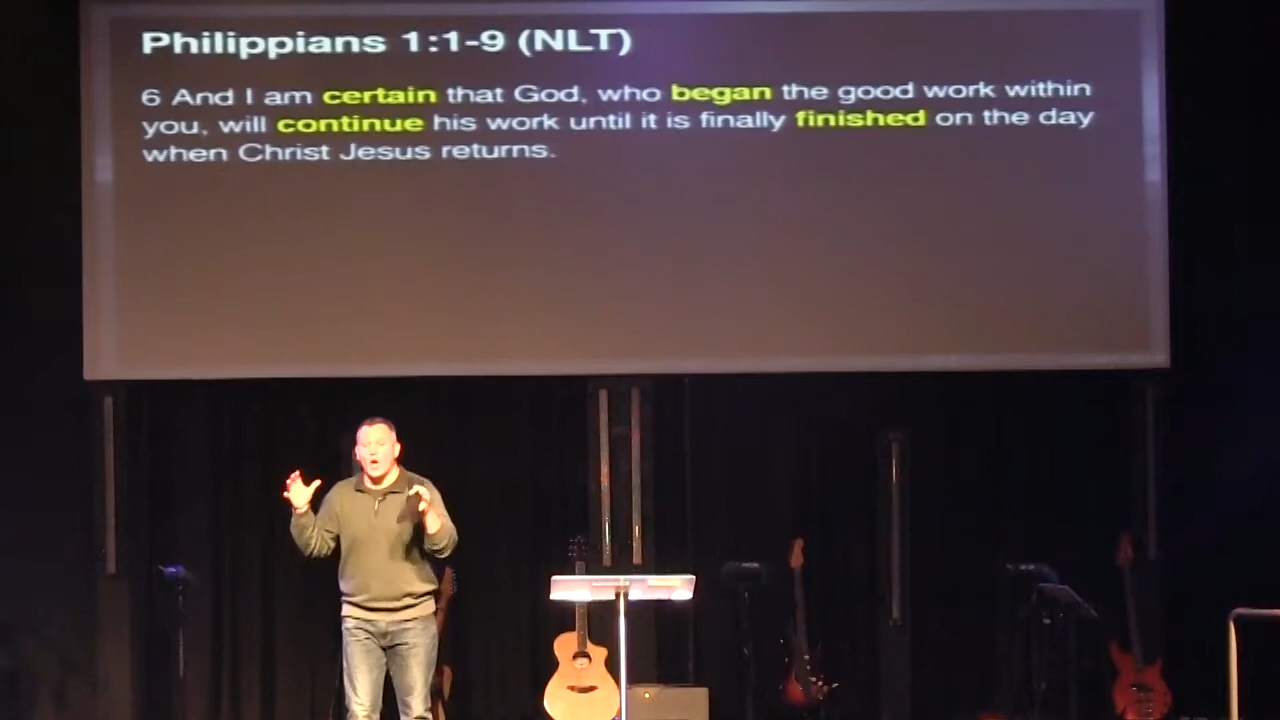 Philippians 1:1-9 (NLT)
6 And I am certain that God, who began the good work within
you, will continue his work until it is finally finished on the day
when Christ Jesus returns.